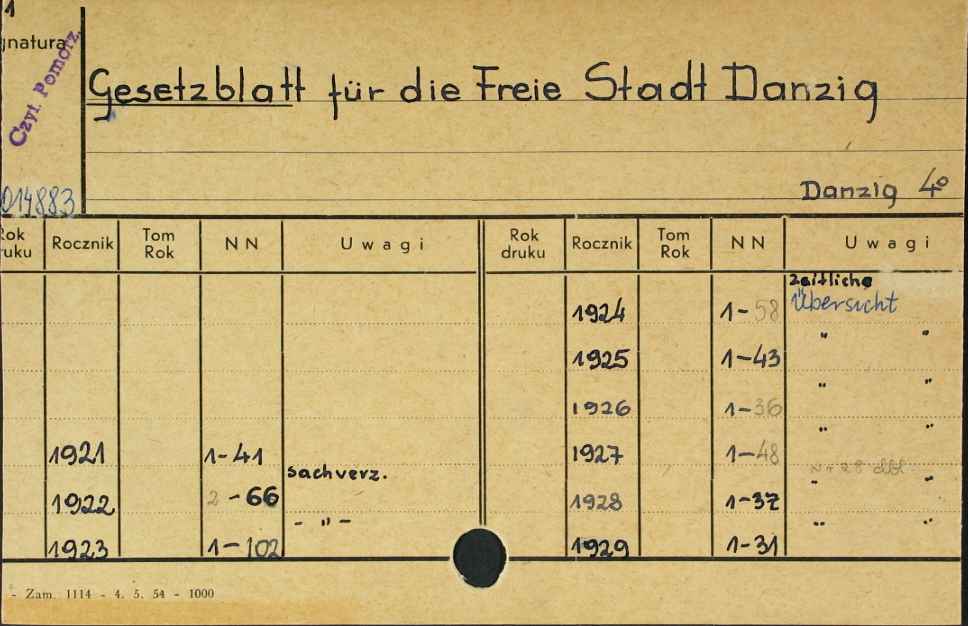 1
gnatura
Czyt. Pomorz.
Gesetzblatt für die Freie Stadt Danzig
014883
Danzig 4º
Rok druku Rocznik Tom Rok NN Uwagi
Rok druku Rocznik Tom Rok NN Uwagi
zeitliche
1924 1-58 Übersicht
" "
1925 1-43
" "
1926 1-36
" "
1921 1-41
1927 1-48
sachverz.
" "
1922 2-66
1928 1-37
- " -
" "
1923 1-102
1929 1-31
- Zam. 1114 - 4. 5. 54 - 1000